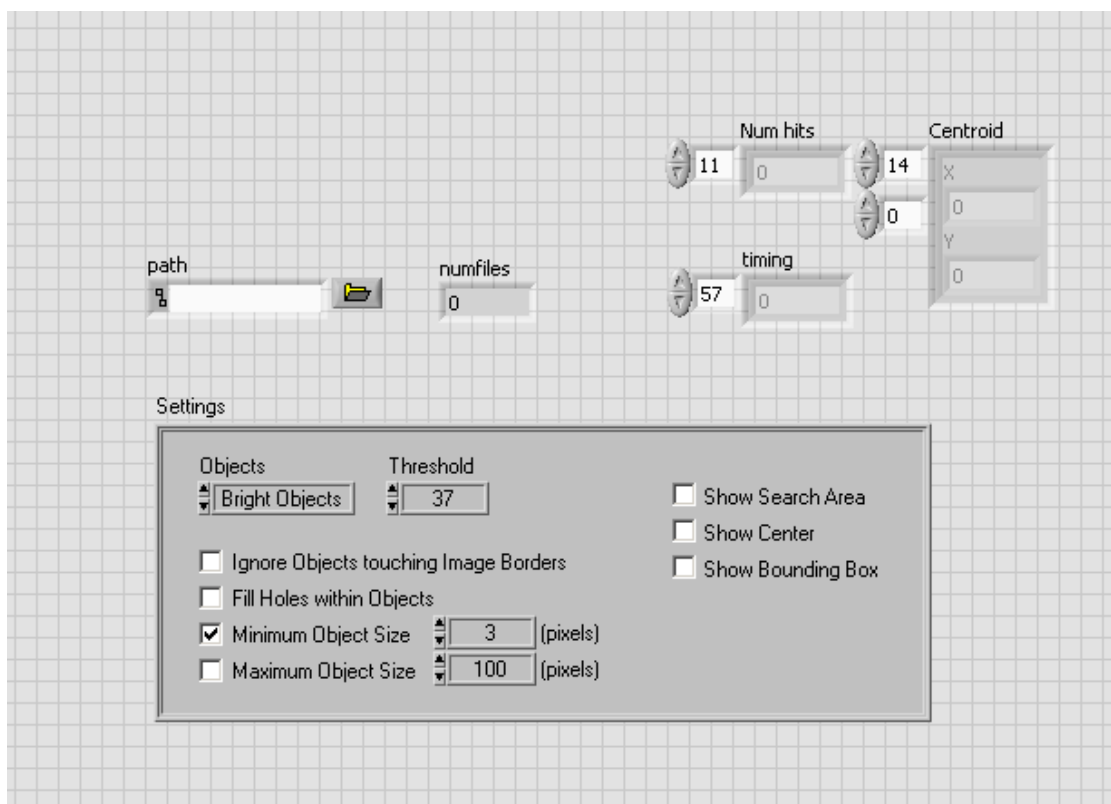 Num hits
Centroid
11
0
14
X
0
0
Y
0
path
numfiles
0
timing
57
0
Settings
Objects
Threshold
Bright Objects
37
Show Search Area
Show Center
Ignore Objects touching Image Borders
Show Bounding Box
Fill Holes within Objects
Minimum Object Size
3
(pixels)
Maximum Object Size
100
(pixels)